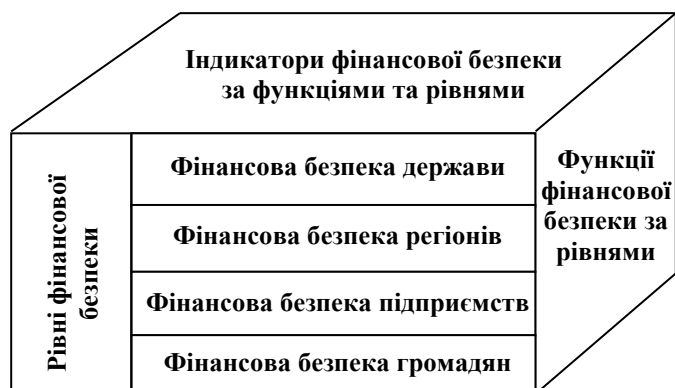 Індикатори фінансової безпеки
за функціями та рівнями
Рівні фінансової
безпеки
Фінансова безпека держави
Фінансова безпека регіонів
Фінансова безпека підприємств
Фінансова безпека громадян
Функції
фінансової
безпеки за
рівнями